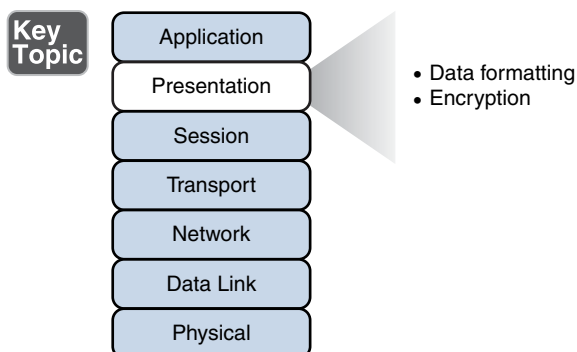 Key
Topic
Application
Presentation
Session
Transport
Network
Data Link
Physical
• Data formatting
• Encryption